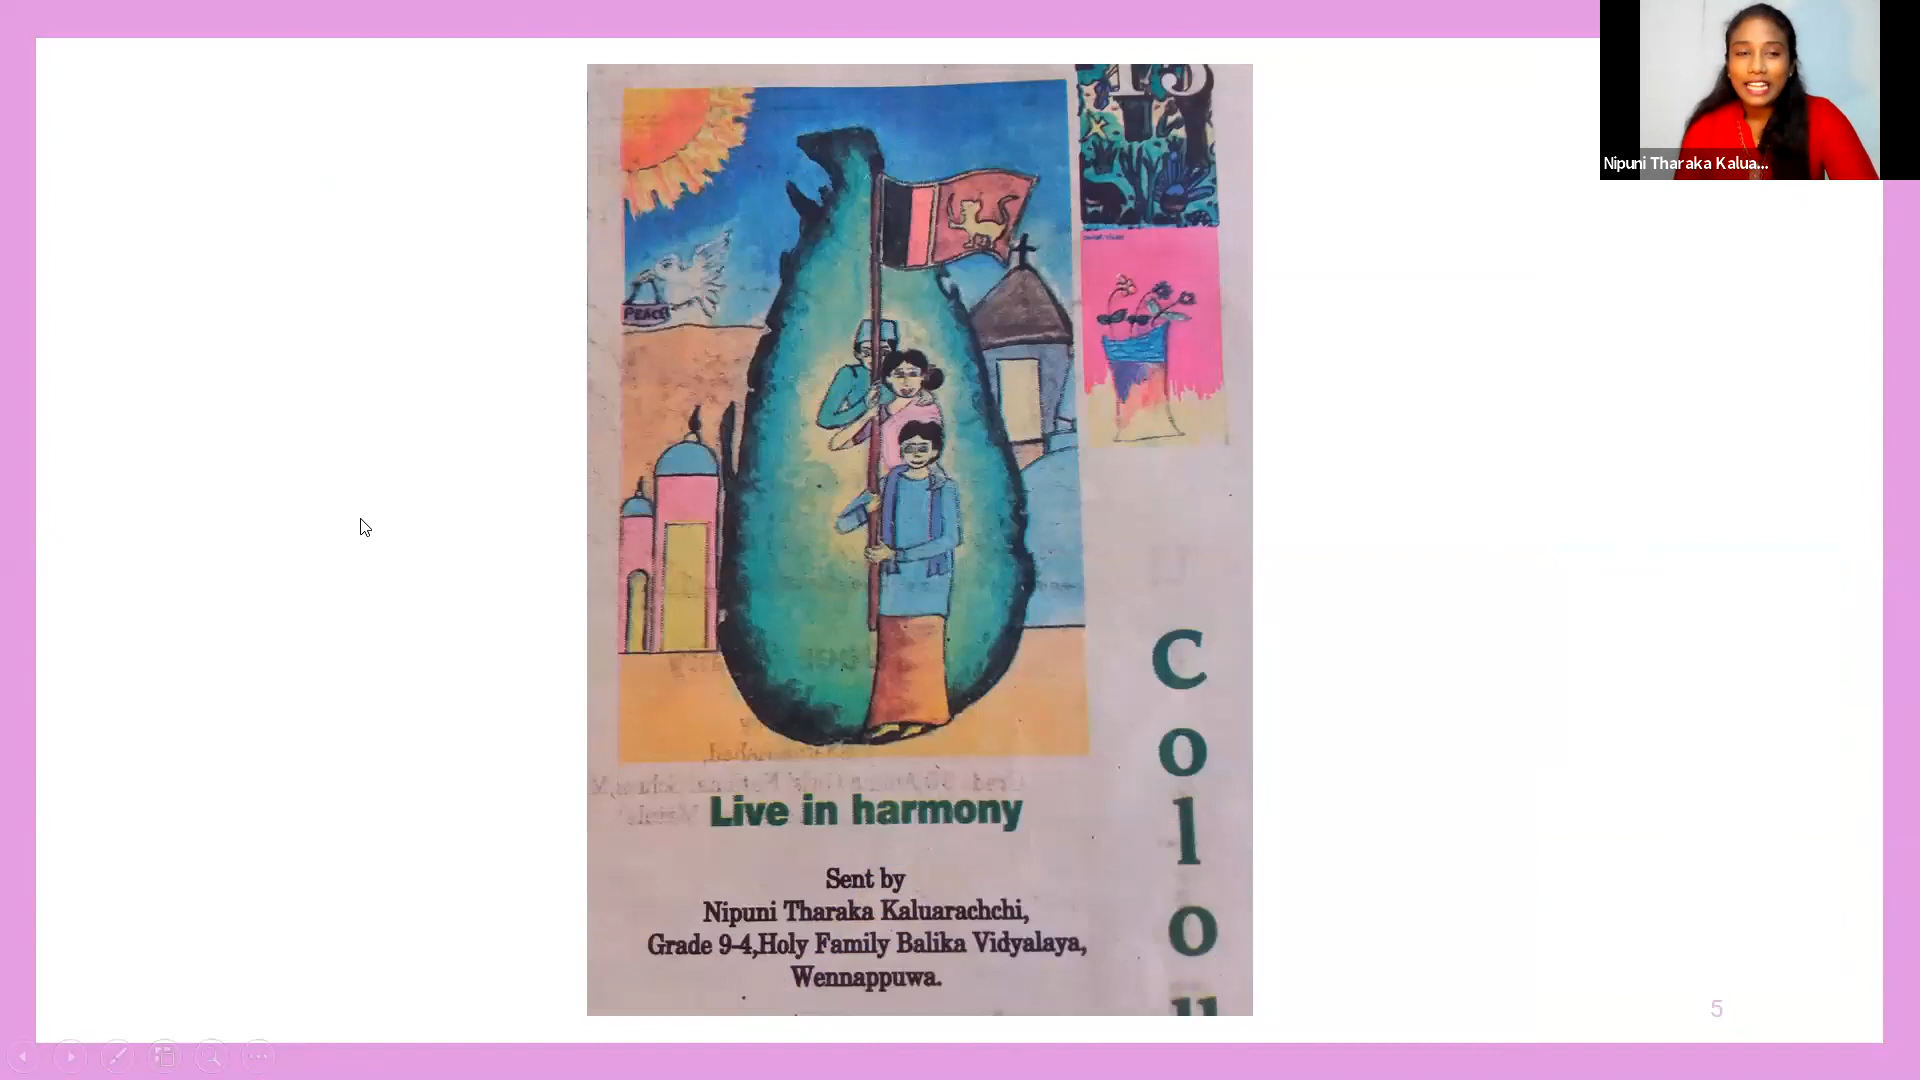 Nipuni Tharaka Kalua...
15
PEACE
Live in harmony
Sent by
Nipuni Tharaka Kaluarachchi,
Grade 9-4,Holy Family Balika Vidyalaya,
Wennappuwa.
C
o
l
o
u
5